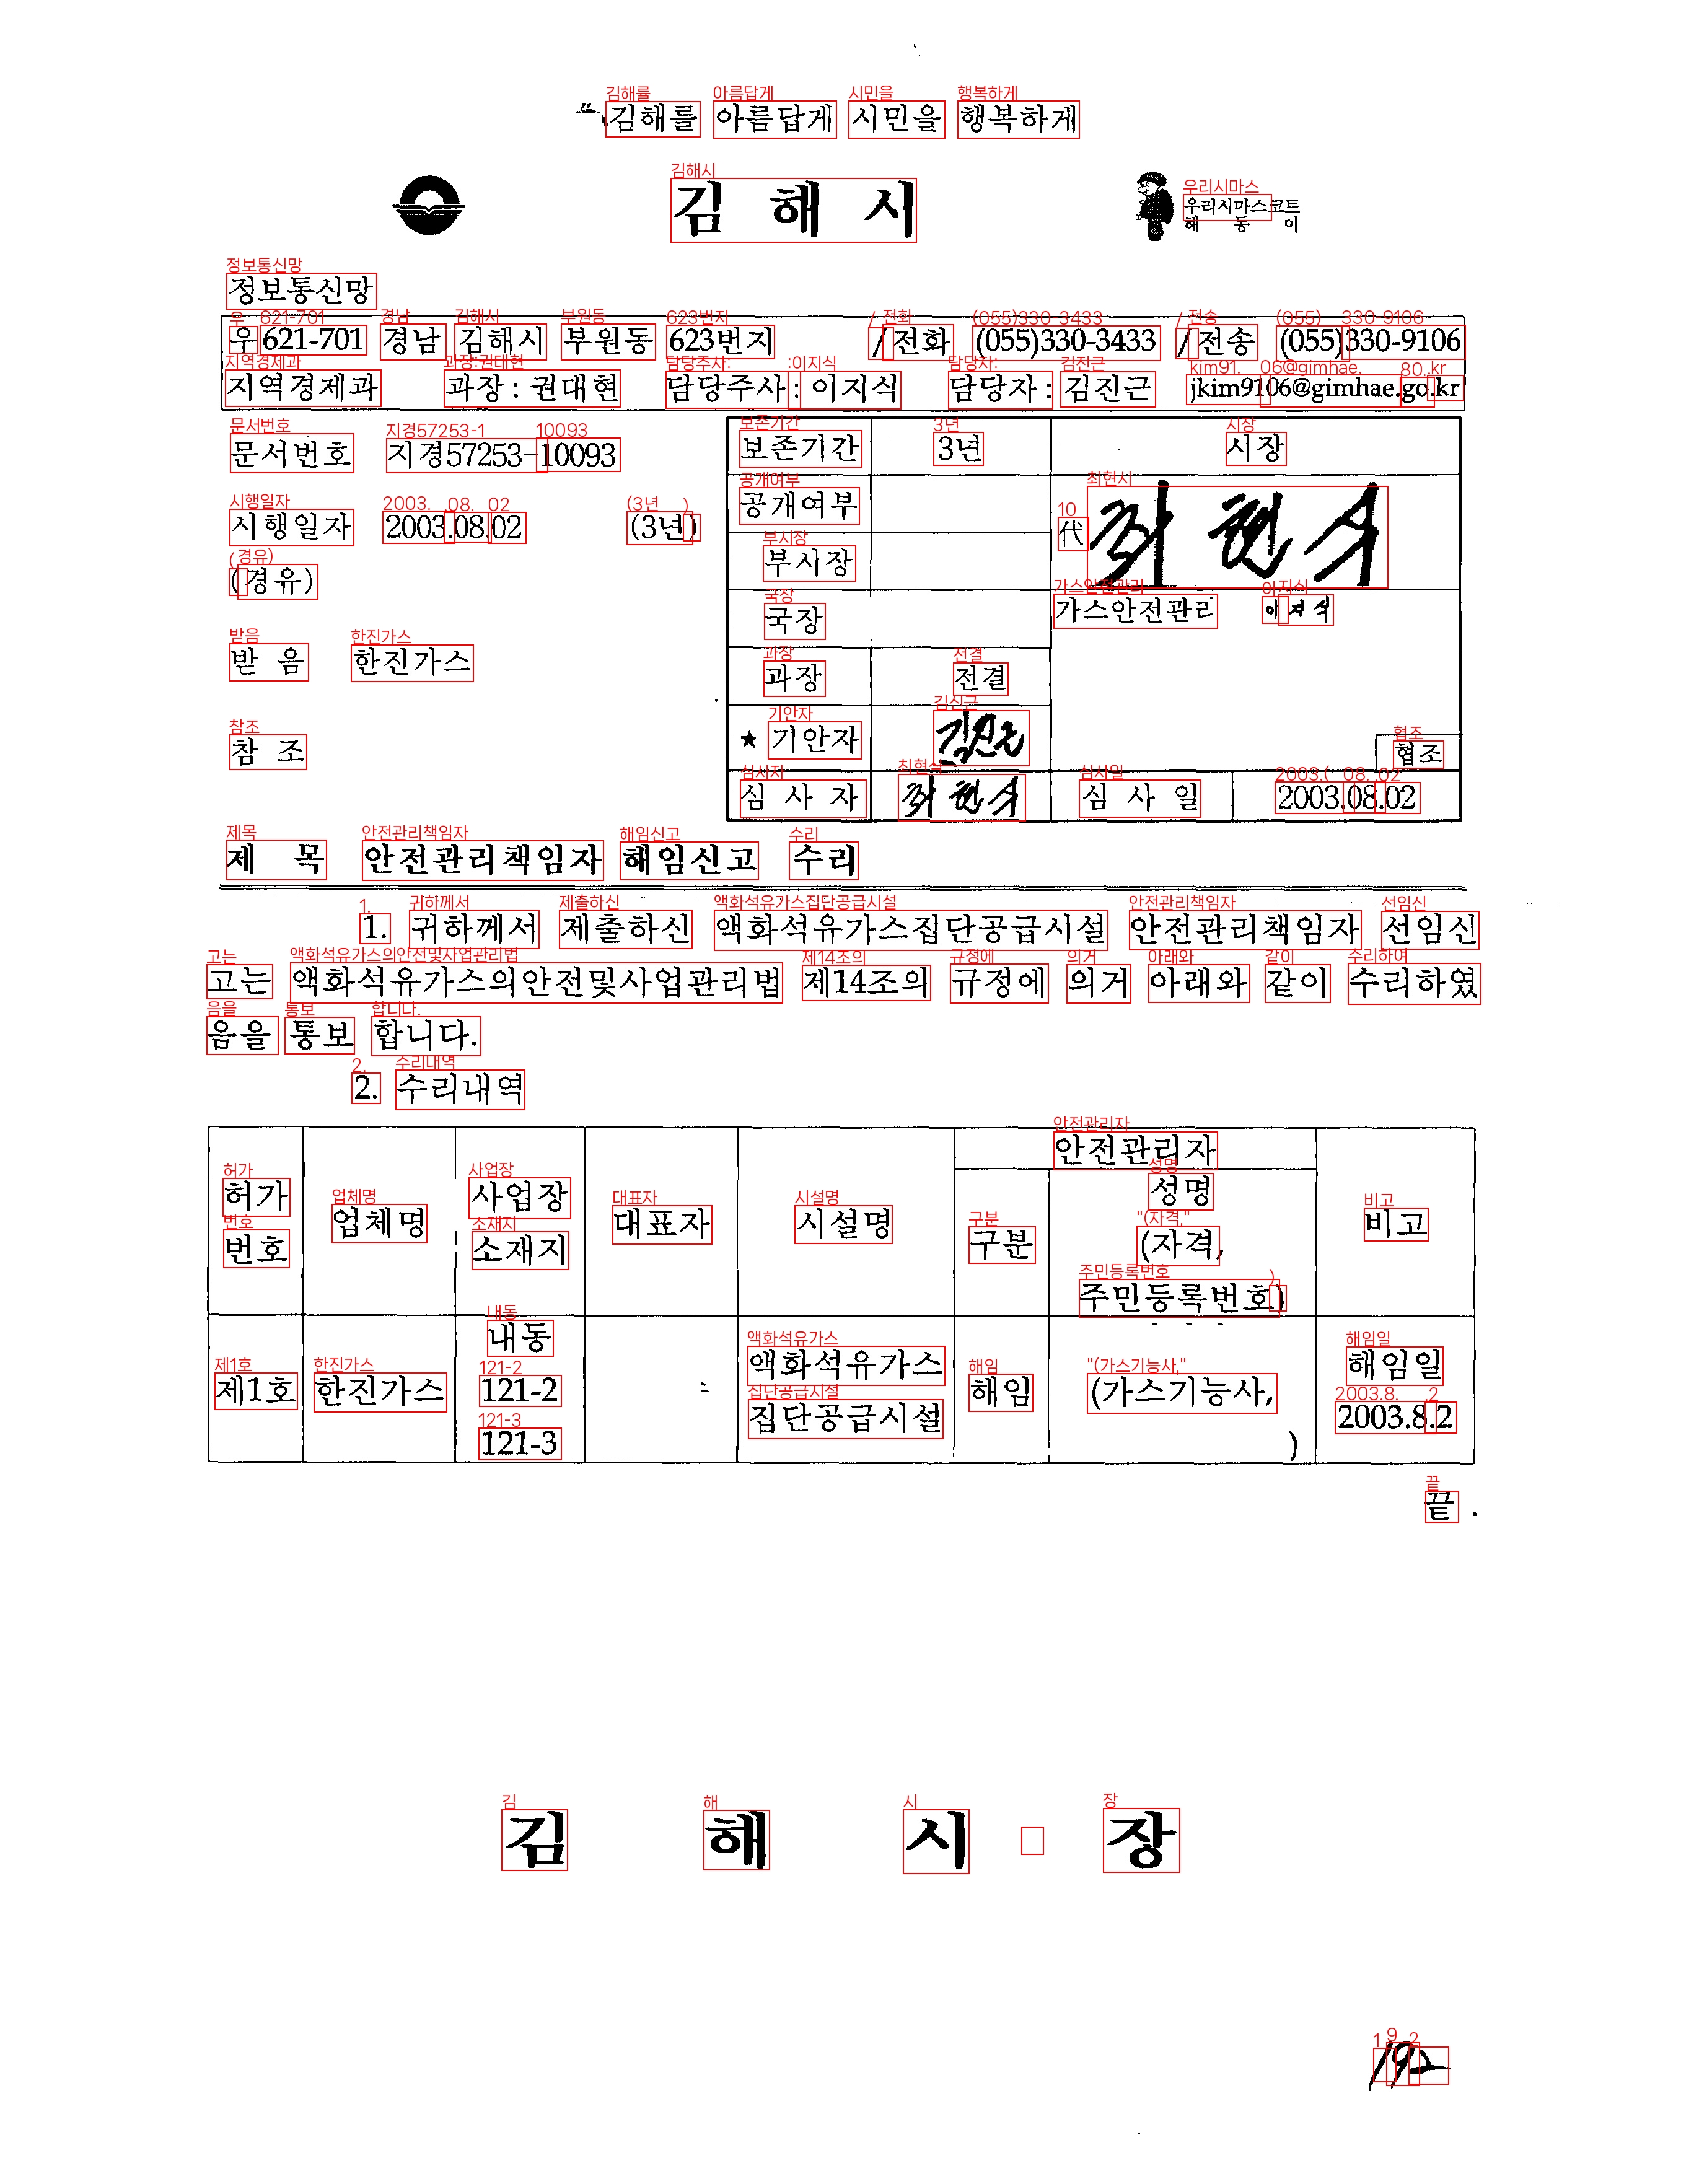 김해를 아름답게 시민을 행복하게
김 해 시
우리시마스코트
해 동 이
정보통신망
우 621-701 경남 김해시 부원동 623번지 / 전화 (055)330-3433 / 전송 (055)330-9106
지역경제과 과장 : 권대현 담당주사 : 이지식 담당자 : 김진근 jkim9106@gimhae.go.kr
문서번호 지경57253-10093
시행일자 2003.08.02 (3년)
(경유)
받 음 한진가스
참 조
보존기간 3년 시장
공개여부
代 최현식
부시장
국장 가스안전관리 이지식
과장 전결
★ 기안자 김진근
협조
심 사 자 최현식 심 사 일 2003.08.02
제 목 안전관리책임자 해임신고 수리
1. 귀하께서 제출하신 액화석유가스집단공급시설 안전관리책임자 선임신
고는 액화석유가스의안전및사업관리법 제14조의 규정에 의거 아래와 같이 수리하였
음을 통보 합니다.
2. 수리내역
허가
번호
업체명
사업장
소재지
대표자
시설명
안전관리자
구분
성명
(자격,
주민등록번호)
비고
제1호
한진가스
내동
121-2
121-3
액화석유가스
집단공급시설
해임
(가스기능사,
)
해임일
2003.8.2
끝 .
김 해 시 장
192